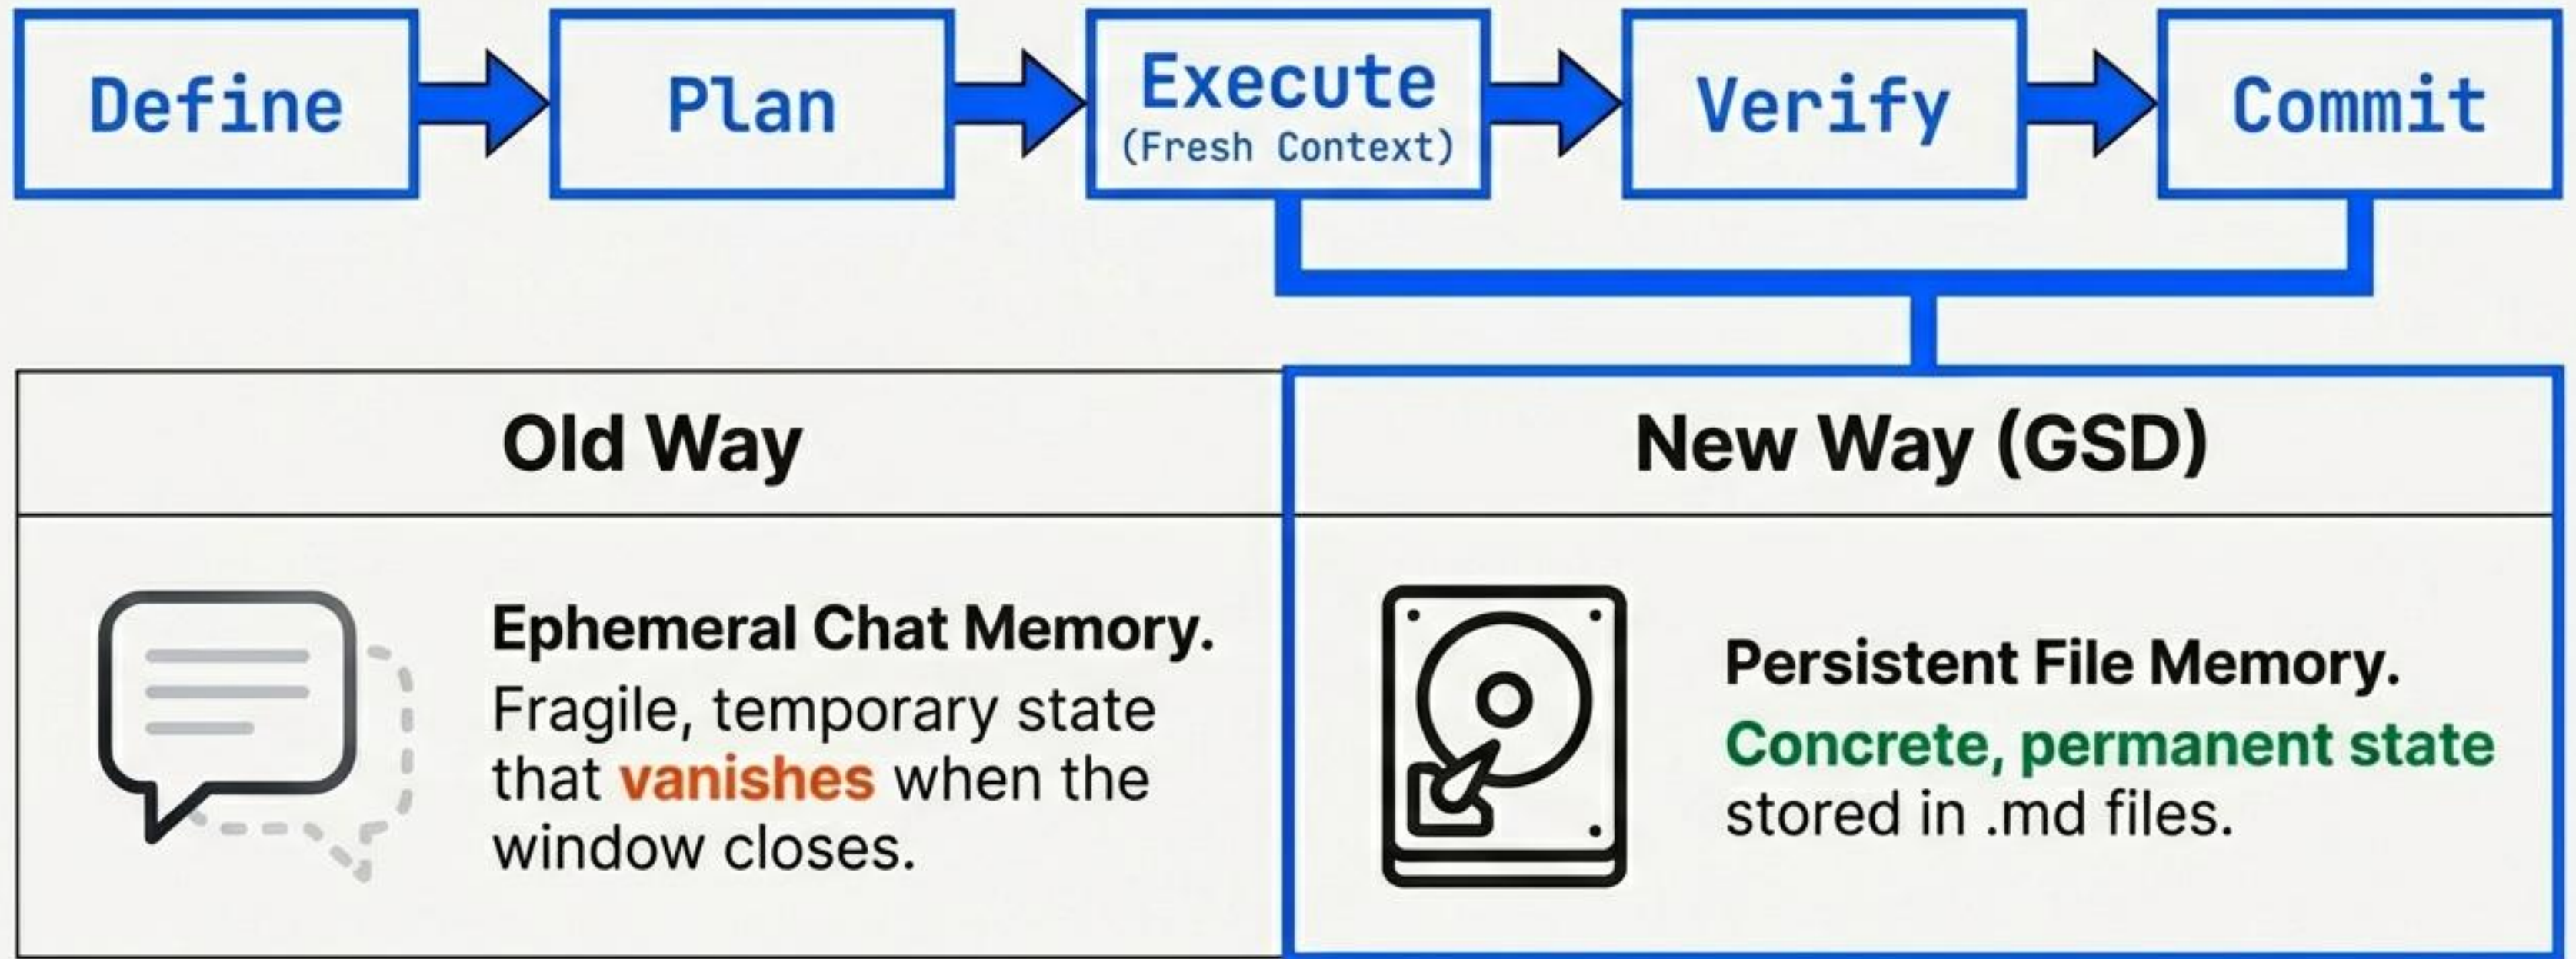 Define
Plan
Execute
(Fresh Context)
Verify
Commit
Old Way
New Way (GSD)
Ephemeral Chat Memory.
Fragile, temporary state
that vanishes when the
window closes.
Persistent File Memory.
Concrete, permanent state
stored in .md files.